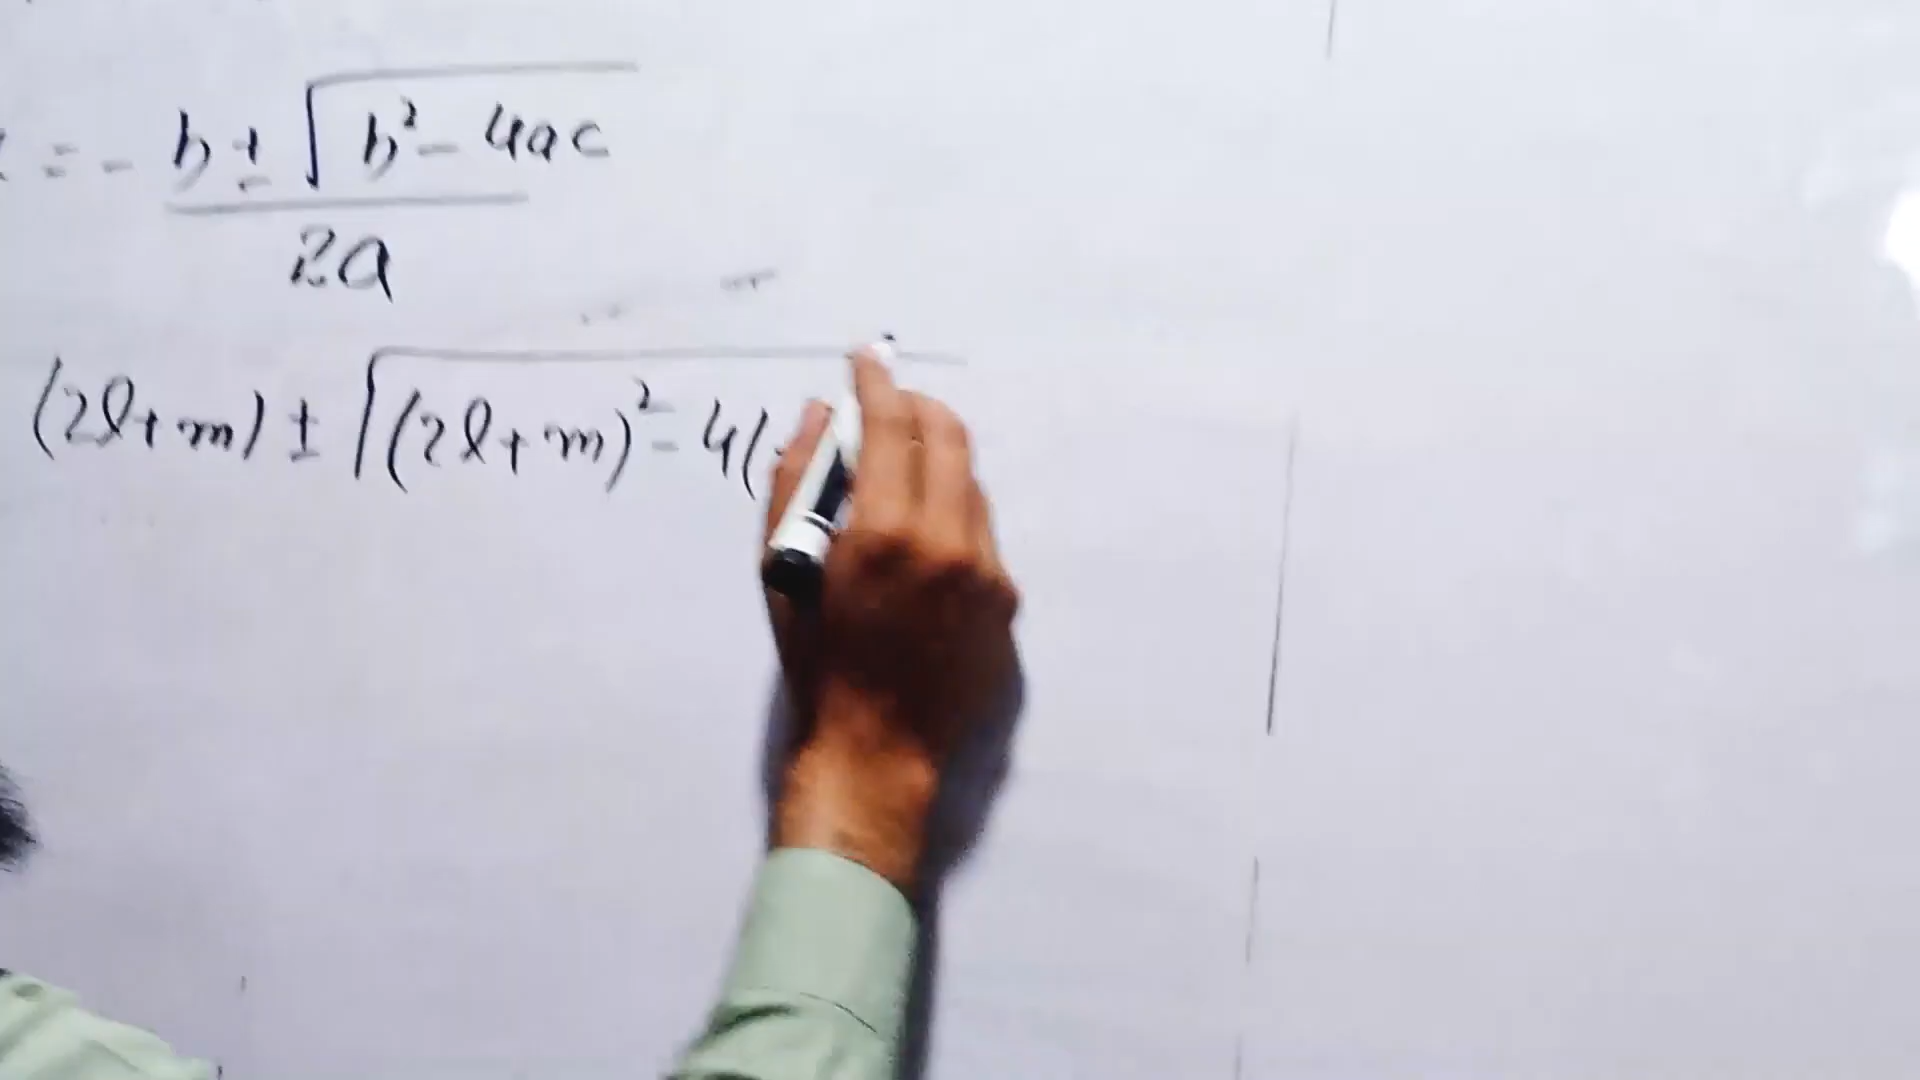 = - b ± √ b² - 4ac
2a
(2l+m) ± √(2l+m)² - 4(